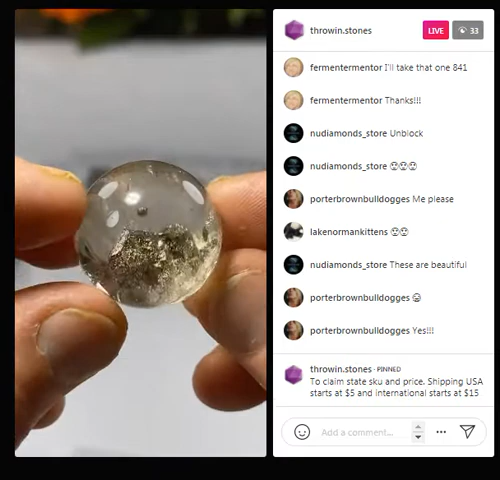 throwin.stones LIVE 33
fermentermentor I'll take that one 841
fermentermentor Thanks!!!
nudiamonds_store Unblock
nudiamonds_store 😍😍😍
porterbrownbulldogges Me please
lakenormankittens 😍😍
nudiamonds_store These are beautiful
porterbrownbulldogges 😀
porterbrownbulldogges Yes!!!
throwin.stones · PINNED
To claim state sku and price. Shipping USA
starts at $5 and international starts at $15
Add a comment...